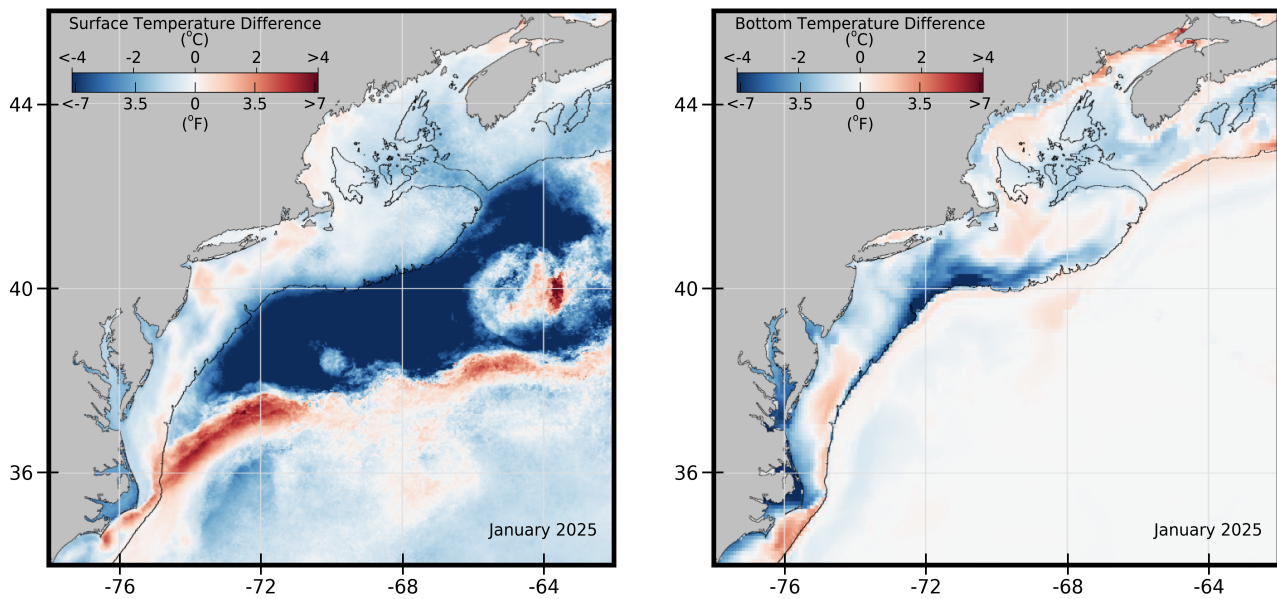 Surface Temperature Difference
(°C)
<-4 -2 0 2 >4
<-7 3.5 0 3.5 >7
(°F)
44
40
36
-76 -72 -68 -64
January 2025
Bottom Temperature Difference
(°C)
<-4 -2 0 2 >4
<-7 3.5 0 3.5 >7
(°F)
44
40
36
-76 -72 -68 -64
January 2025